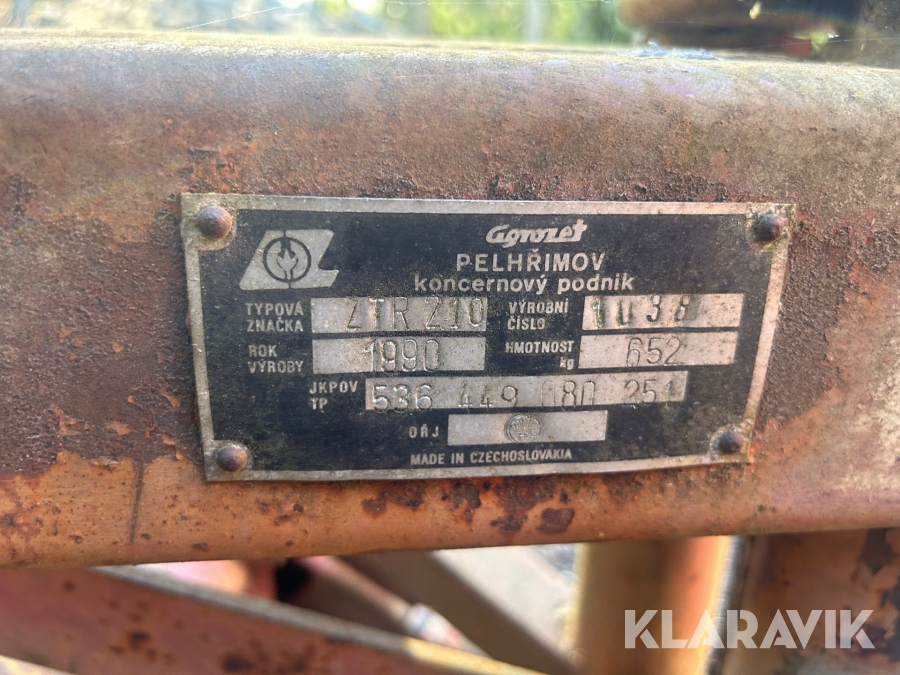 Agrozet
PELHŘIMOV
koncernový podnik
TYPOVÁ ZNAČKA ZTR 210 VÝROBNÍ ČÍSLO 1038
ROK VÝROBY 1990 HMOTNOST kg 652
JKPOV TP 536 449 080 251
OŘJ
MADE IN CZECHOSLOVAKIA
KLARAVIK